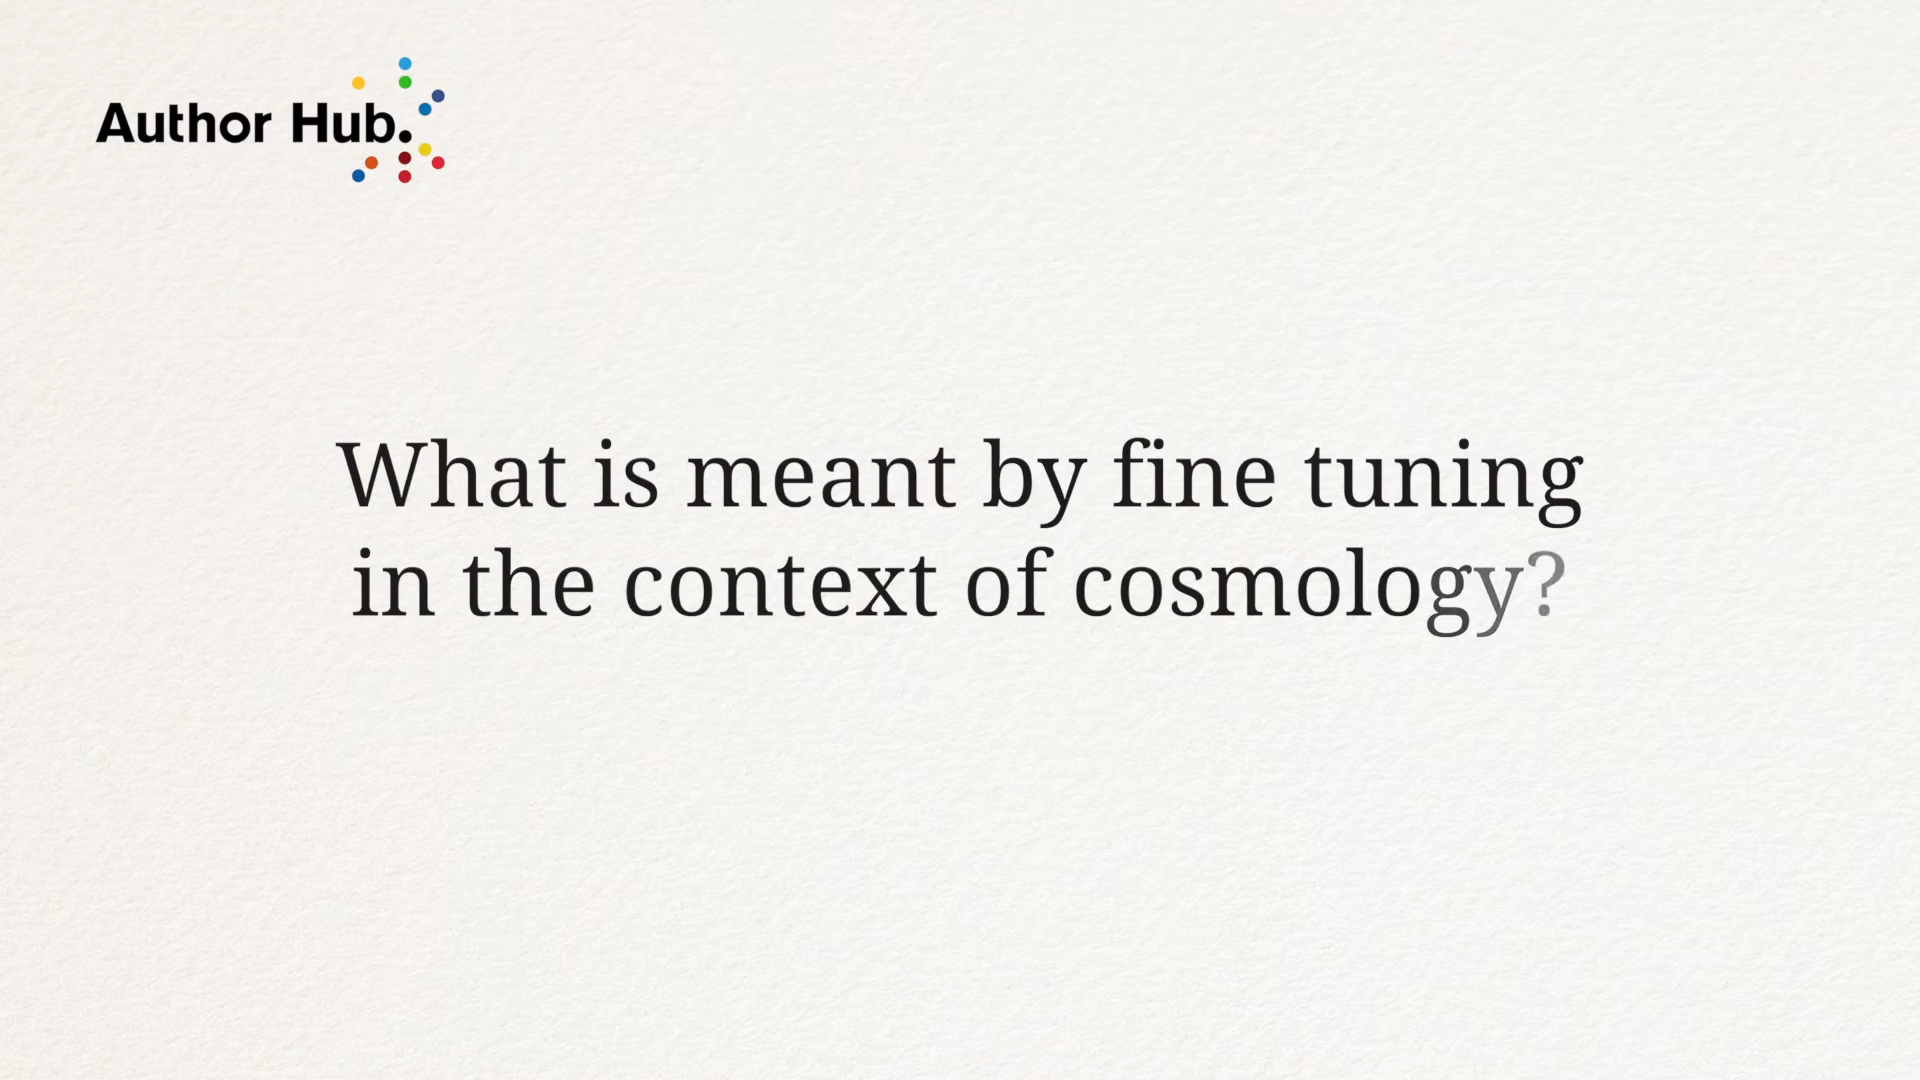 Author Hub.
What is meant by fine tuning
in the context of cosmology?